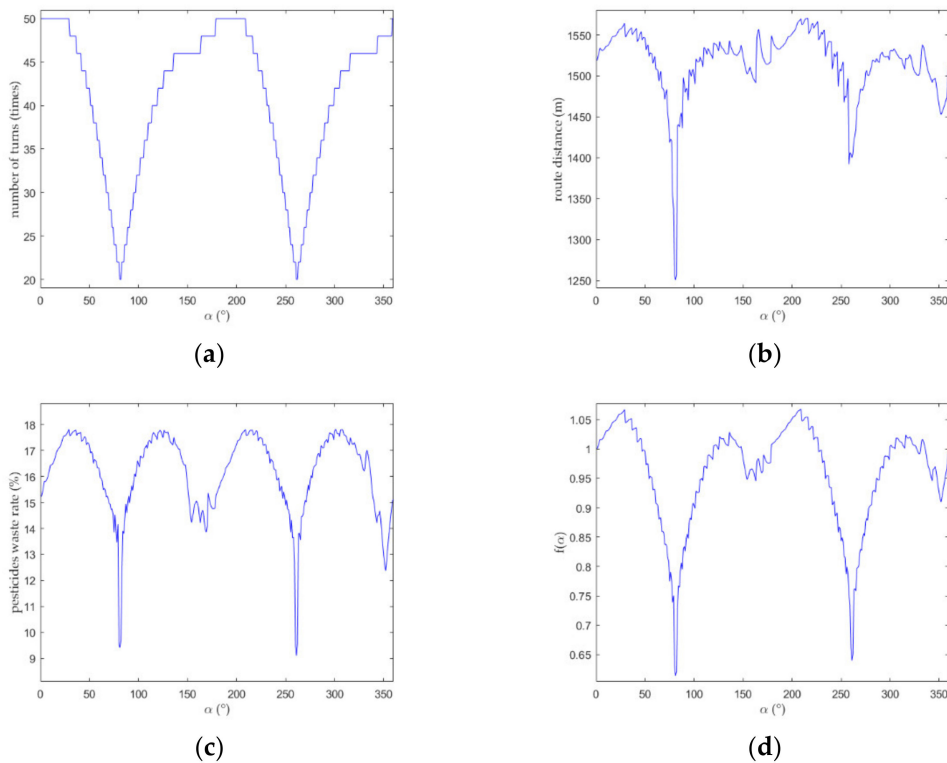 50
45
40
35
30
25
20
number of turns (times)
0 50 100 150 200 250 300 350
α (°)
(a)
1550
1500
1450
1400
1350
1300
1250
route distance (m)
0 50 100 150 200 250 300 350
α (°)
(b)
18
17
16
15
14
13
12
11
10
9
pesticides waste rate (%)
0 50 100 150 200 250 300 350
α (°)
(c)
1.05
1
0.95
0.9
0.85
0.8
0.75
0.7
0.65
f(α)
0 50 100 150 200 250 300 350
α (°)
(d)